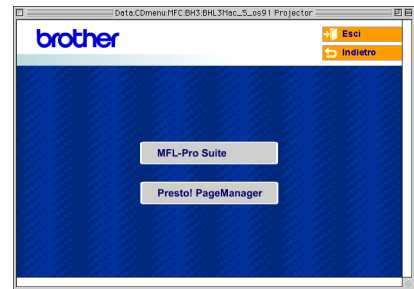 Data:CDmenu:MFC:BH3:BHL3Mac_5_os91 Projector
brother
Esci
Indietro
MFL-Pro Suite
Presto! PageManager